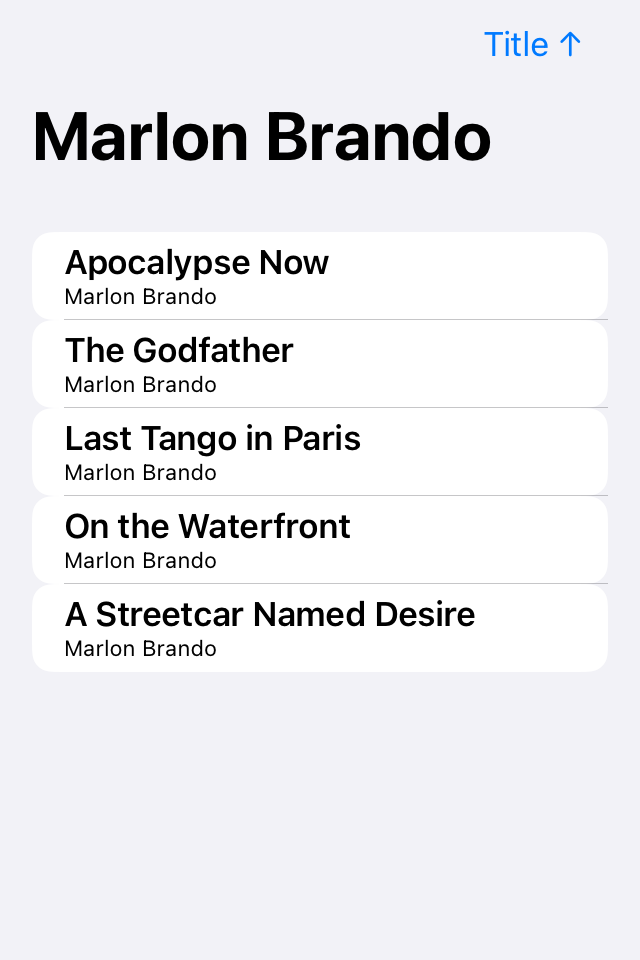 Title ↑
Marlon Brando
Apocalypse Now
Marlon Brando
The Godfather
Marlon Brando
Last Tango in Paris
Marlon Brando
On the Waterfront
Marlon Brando
A Streetcar Named Desire
Marlon Brando